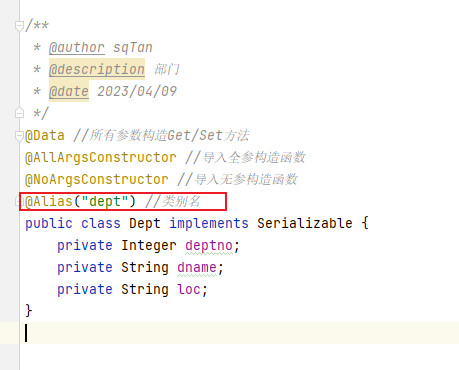 /**
 * @author sqTan
 * @description 部门
 * @date 2023/04/09
 */
@Data //所有参数构造Get/Set方法
@AllArgsConstructor //导入全参构造函数
@NoArgsConstructor //导入无参构造函数
@Alias("dept") //类别名
public class Dept implements Serializable {
    private Integer deptno;
    private String dname;
    private String loc;
}